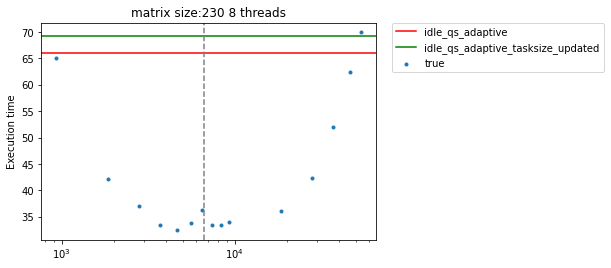 matrix size:230 8 threads
Execution time
70
65
60
55
50
45
40
35
10³
10⁴
idle_qs_adaptive
idle_qs_adaptive_tasksize_updated
true